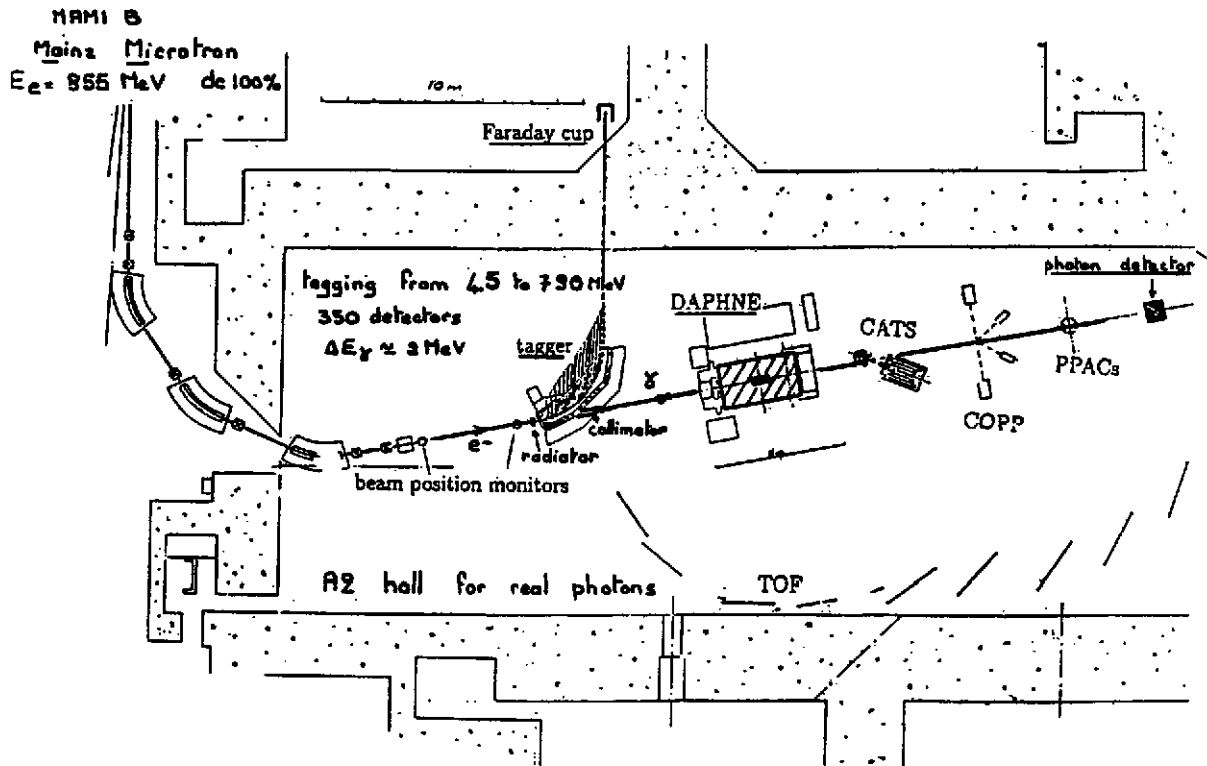 MAMI B
Mainz Microtron
Ee= 855 MeV dc 100%
10 m
Faraday cup
tagging from 45 to 790 MeV
350 detectors
ΔEγ ≈ 2 MeV
tagger
DAPHNE
photon detector
CATS
PPACs
COPP
γ
collimator
e-
radiator
beam position monitors
A2 hall for real photons
TOF